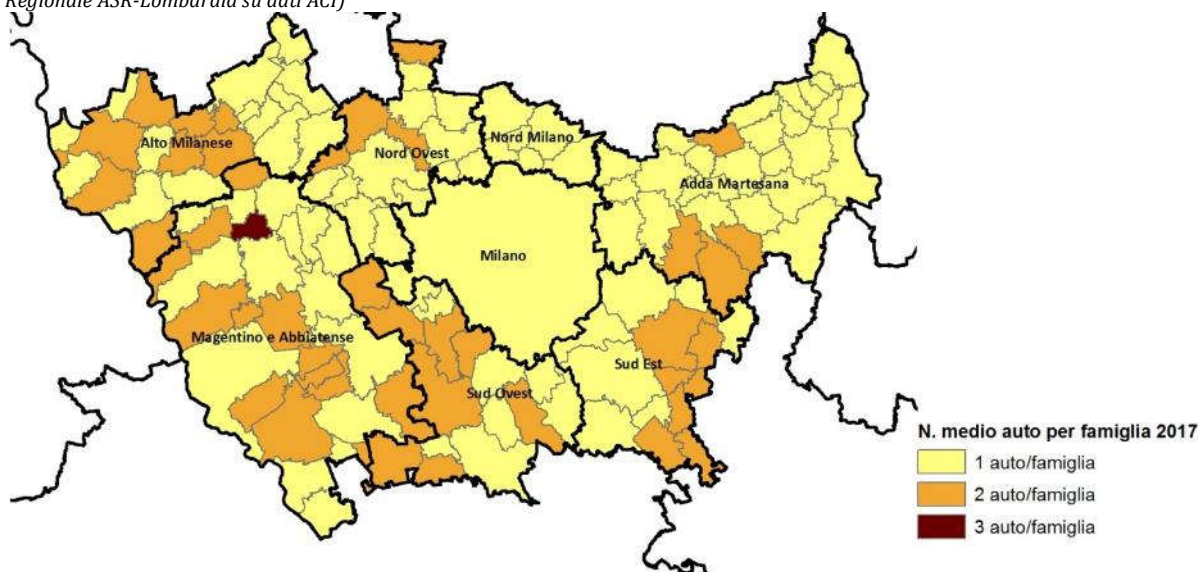 Regionale ASR-Lombardia su dati ACI)
Alto Milanese
Nord Ovest
Nord Milano
Adda Martesana
Milano
Magentino e Abbiatense
Sud Ovest
Sud Est
N. medio auto per famiglia 2017
1 auto/famiglia
2 auto/famiglia
3 auto/famiglia